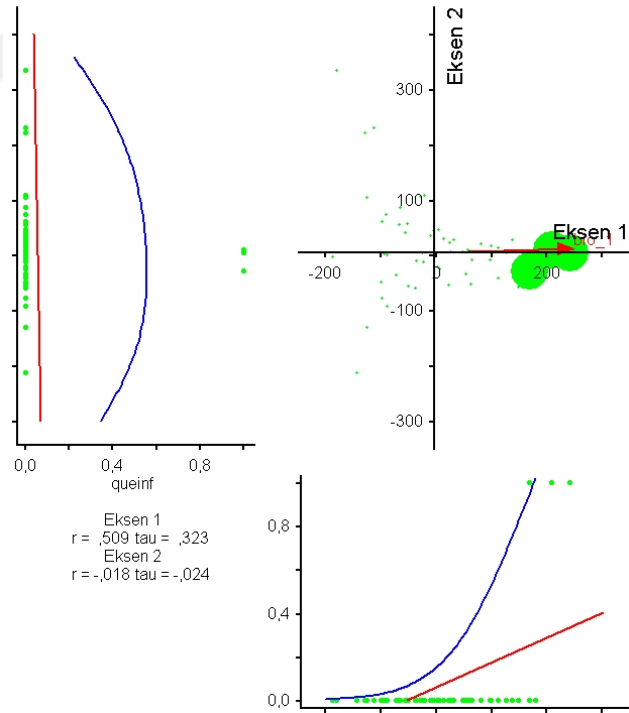 Eksen 2
300
100
Eksen 1
bio_1
-200
0
200
-100
-300
0,0
0,4
0,8
queinf
Eksen 1
r = ,509 tau = ,323
Eksen 2
r = -,018 tau = -,024
0,8
0,4
0,0